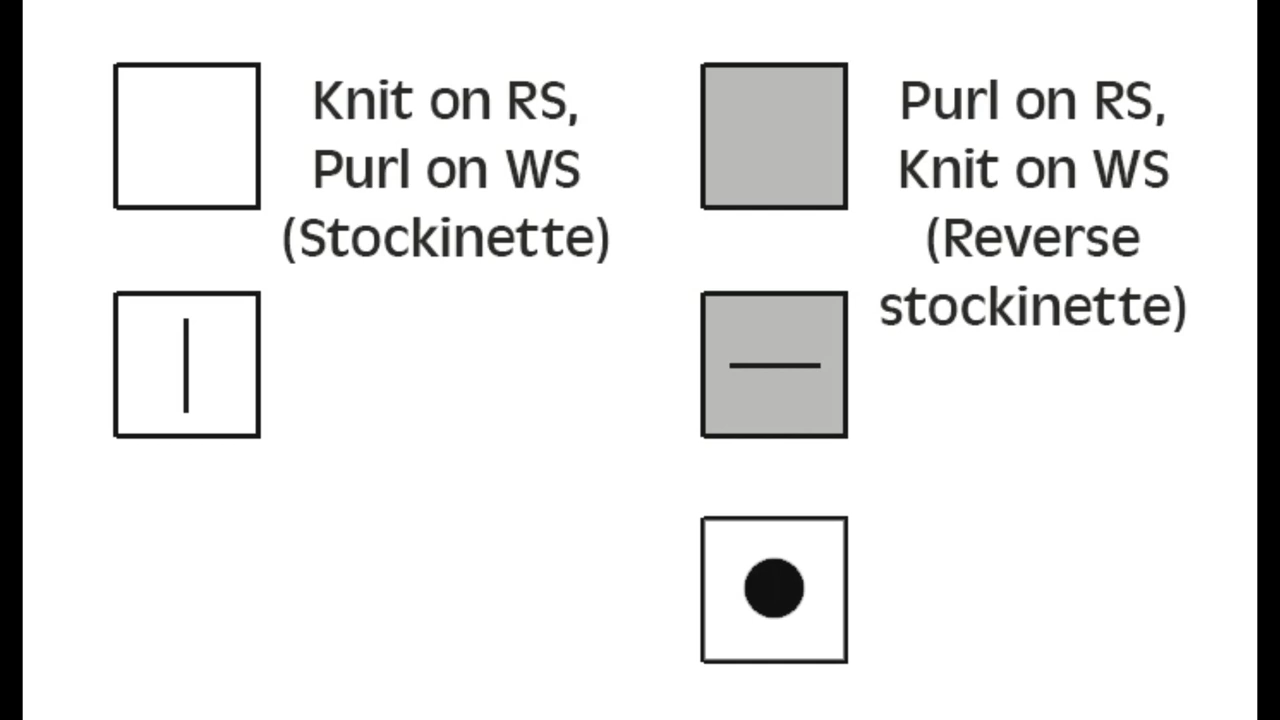 Knit on RS,
Purl on WS
(Stockinette)
Purl on RS,
Knit on WS
(Reverse
stockinette)